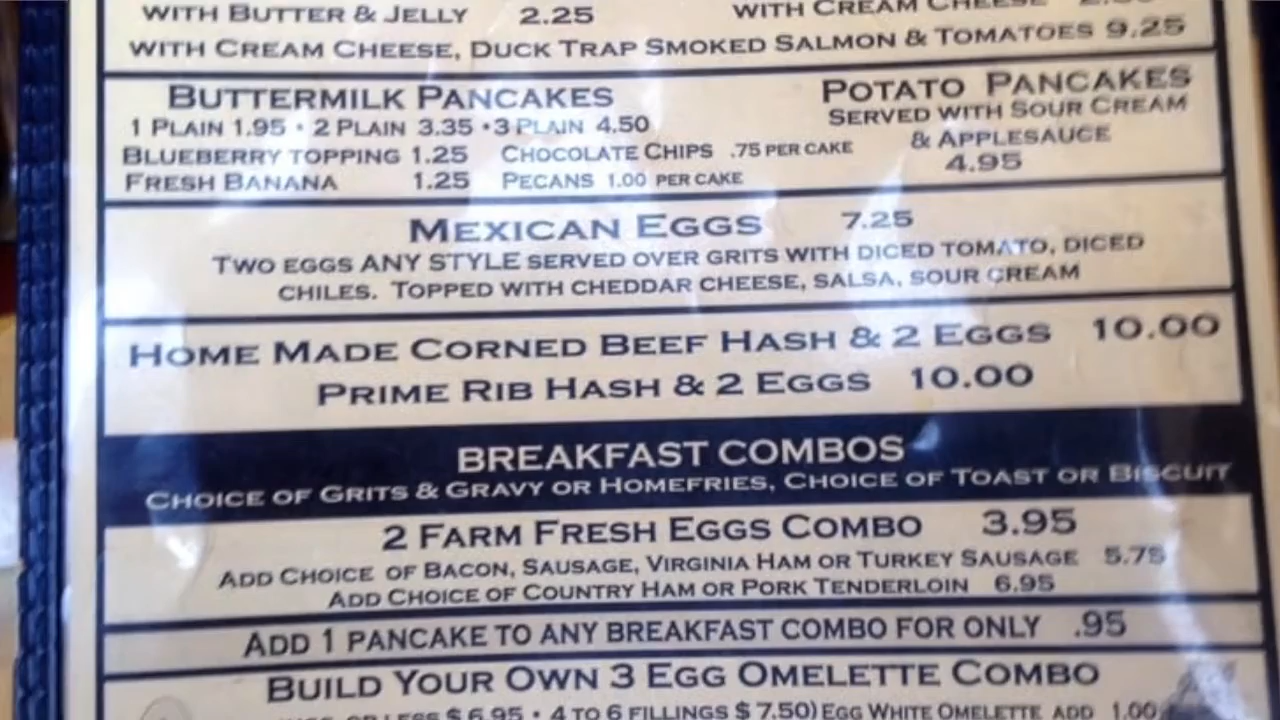 WITH BUTTER & JELLY 2.25 WITH CREAM CHEESE
WITH CREAM CHEESE, DUCK TRAP SMOKED SALMON & TOMATOES 9.25
BUTTERMILK PANCAKES
1 PLAIN 1.95 • 2 PLAIN 3.35 • 3 PLAIN 4.50
BLUEBERRY TOPPING 1.25 CHOCOLATE CHIPS .75 PER CAKE
FRESH BANANA 1.25 PECANS 1.00 PER CAKE
POTATO PANCAKES
SERVED WITH SOUR CREAM
& APPLESAUCE
4.95
MEXICAN EGGS 7.25
TWO EGGS ANY STYLE SERVED OVER GRITS WITH DICED TOMATO, DICED
CHILES. TOPPED WITH CHEDDAR CHEESE, SALSA, SOUR CREAM
HOME MADE CORNED BEEF HASH & 2 EGGS 10.00
PRIME RIB HASH & 2 EGGS 10.00
BREAKFAST COMBOS
CHOICE OF GRITS & GRAVY OR HOMEFRIES, CHOICE OF TOAST OR BISCUIT
2 FARM FRESH EGGS COMBO 3.95
ADD CHOICE OF BACON, SAUSAGE, VIRGINIA HAM OR TURKEY SAUSAGE 5.75
ADD CHOICE OF COUNTRY HAM OR PORK TENDERLOIN 6.95
ADD 1 PANCAKE TO ANY BREAKFAST COMBO FOR ONLY .95
BUILD YOUR OWN 3 EGG OMELETTE COMBO
OR LESS $ 6.95 • 4 TO 6 FILLINGS $ 7.50) EGG WHITE OMELETTE ADD 1.00